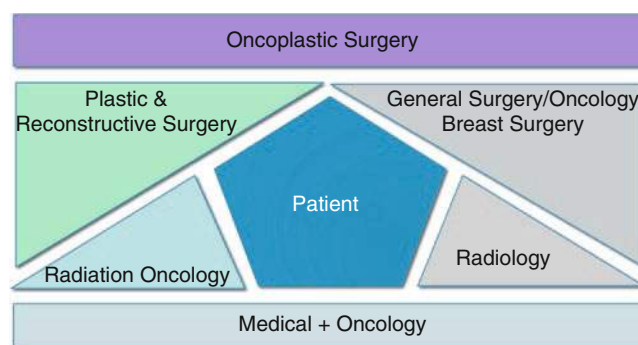 Oncoplastic Surgery
Plastic &
Reconstructive Surgery
General Surgery/Oncology
Breast Surgery
Patient
Radiation Oncology
Radiology
Medical + Oncology